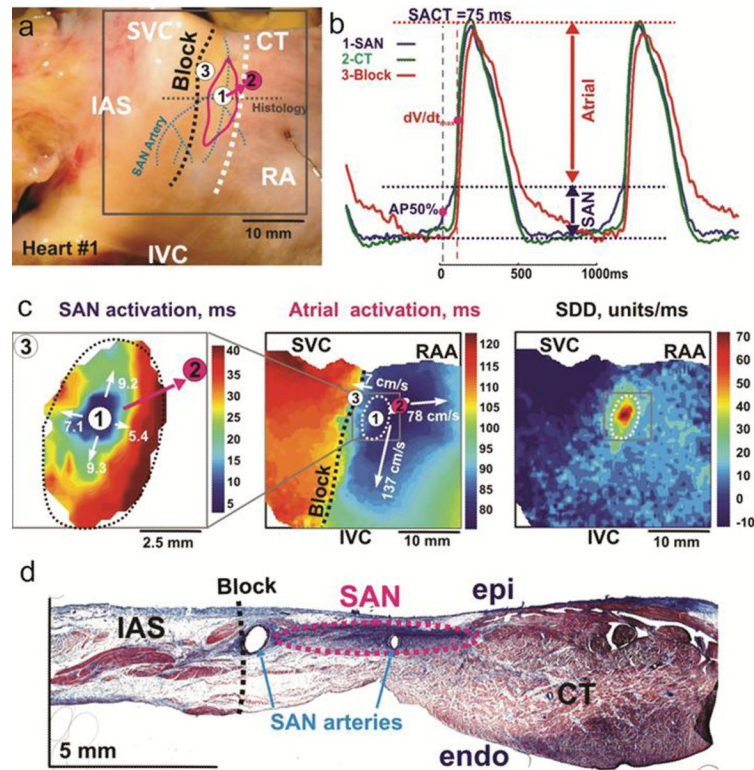 a
SVC
CT
Block
3
1
2
IAS
Histology
SAN Artery
RA
10 mm
Heart #1
IVC
b
SACT =75 ms
1-SAN
2-CT
3-Block
dV/dtmax
Atrial
AP50%
SAN
0
500
1000ms
c
SAN activation, ms
Atrial activation, ms
SDD, units/ms
3
2
9.2
1
7.1
5.4
9.3
40
35
30
25
20
15
10
5
2.5 mm
SVC
RAA
7 cm/s
3
2
1
78 cm/s
137 cm/s
Block
IVC
10 mm
120
115
110
105
100
95
90
85
80
SVC
RAA
IVC
10 mm
70
60
50
40
30
20
10
0
-10
d
Block
SAN
epi
IAS
CT
SAN arteries
5 mm
endo